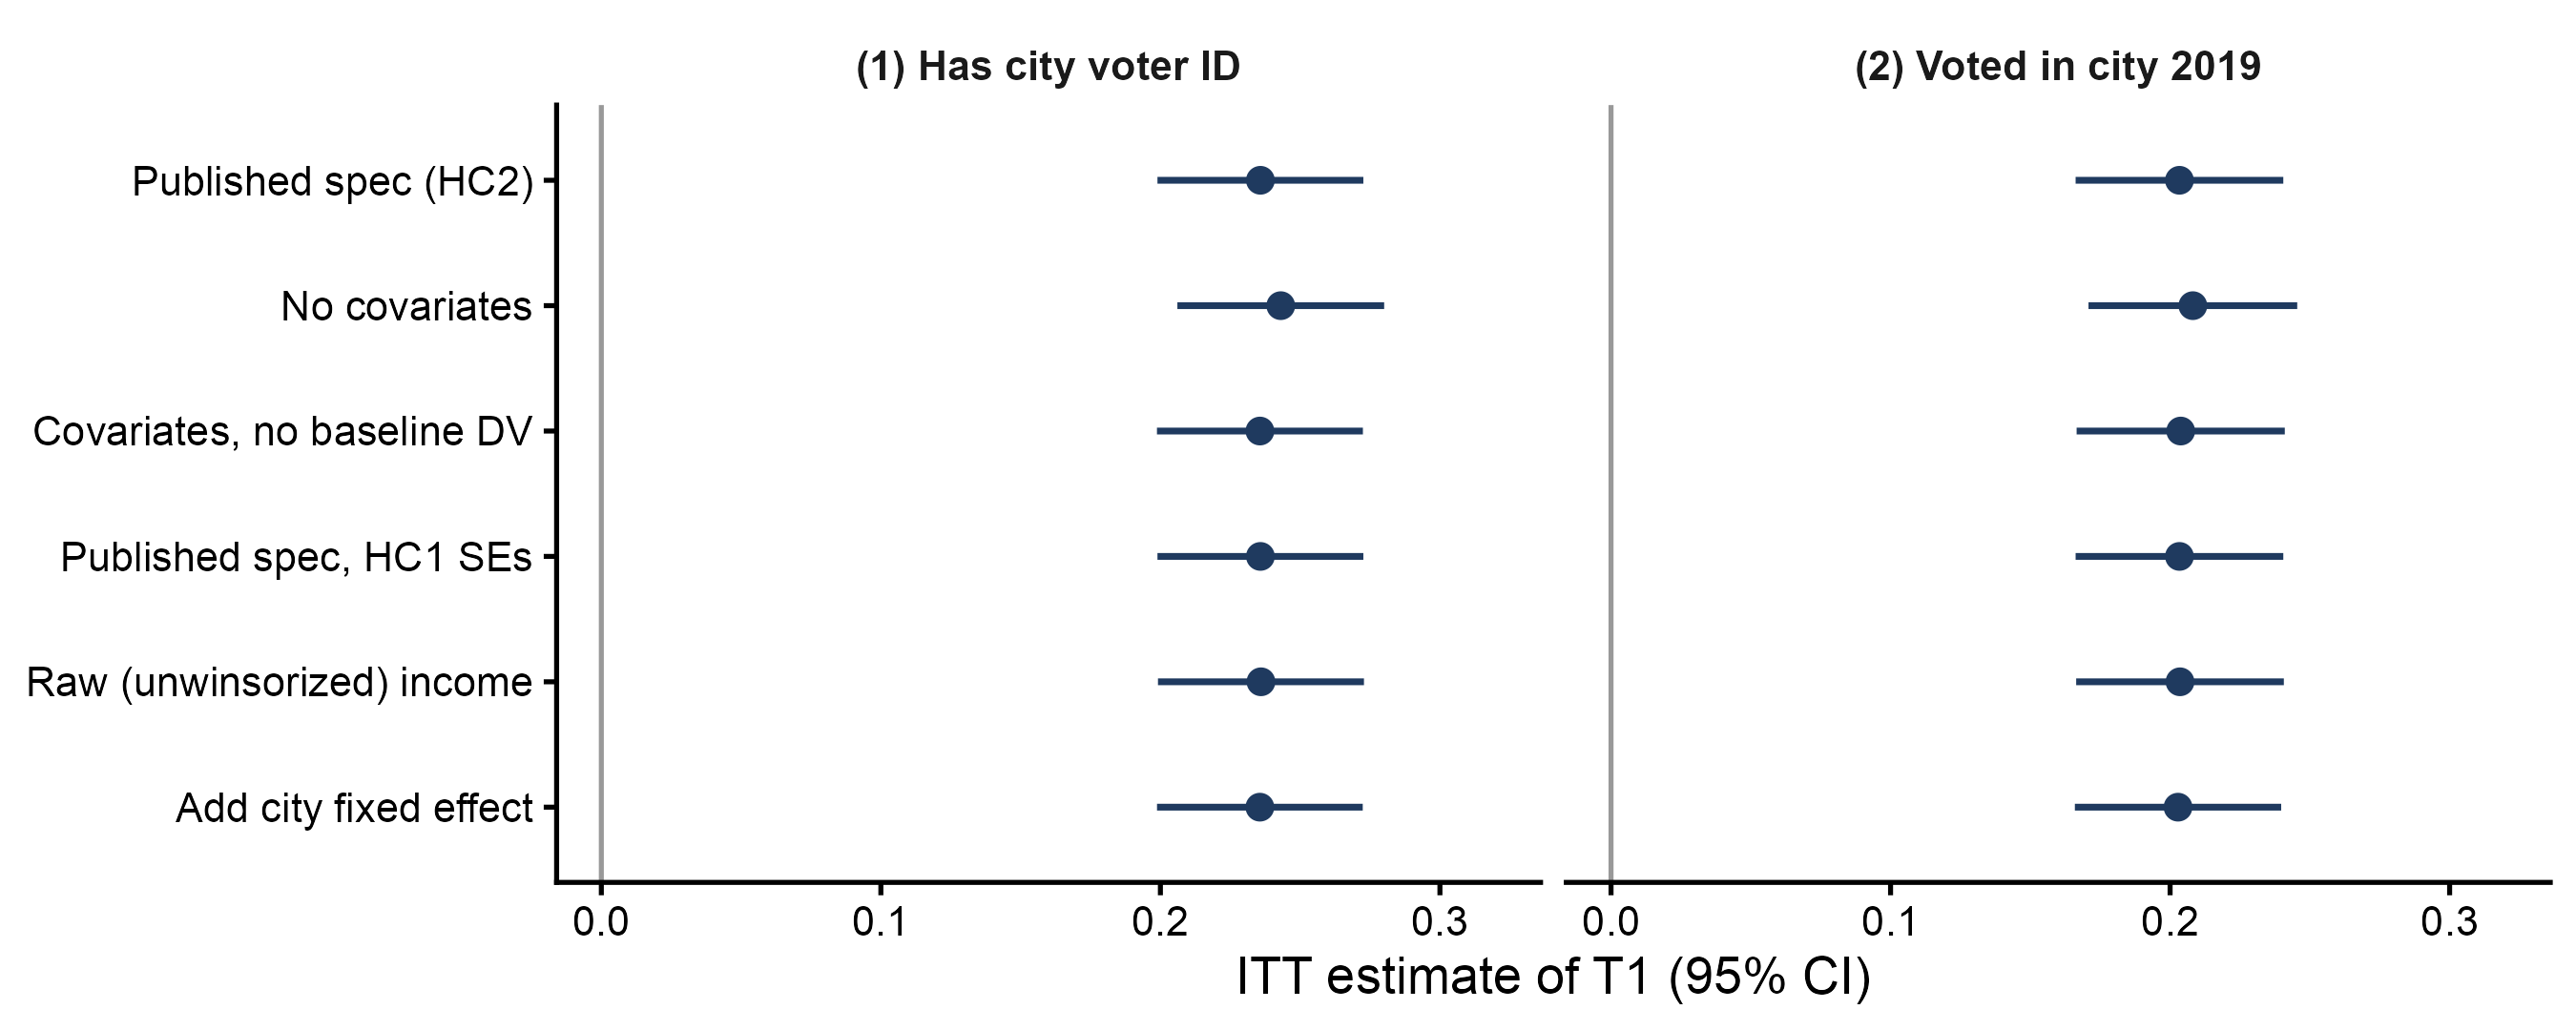 (1) Has city voter ID
(2) Voted in city 2019
Published spec (HC2)
No covariates
Covariates, no baseline DV
Published spec, HC1 SEs
Raw (unwinsorized) income
Add city fixed effect
0.0 0.1 0.2 0.3
0.0 0.1 0.2 0.3
ITT estimate of T1 (95% CI)